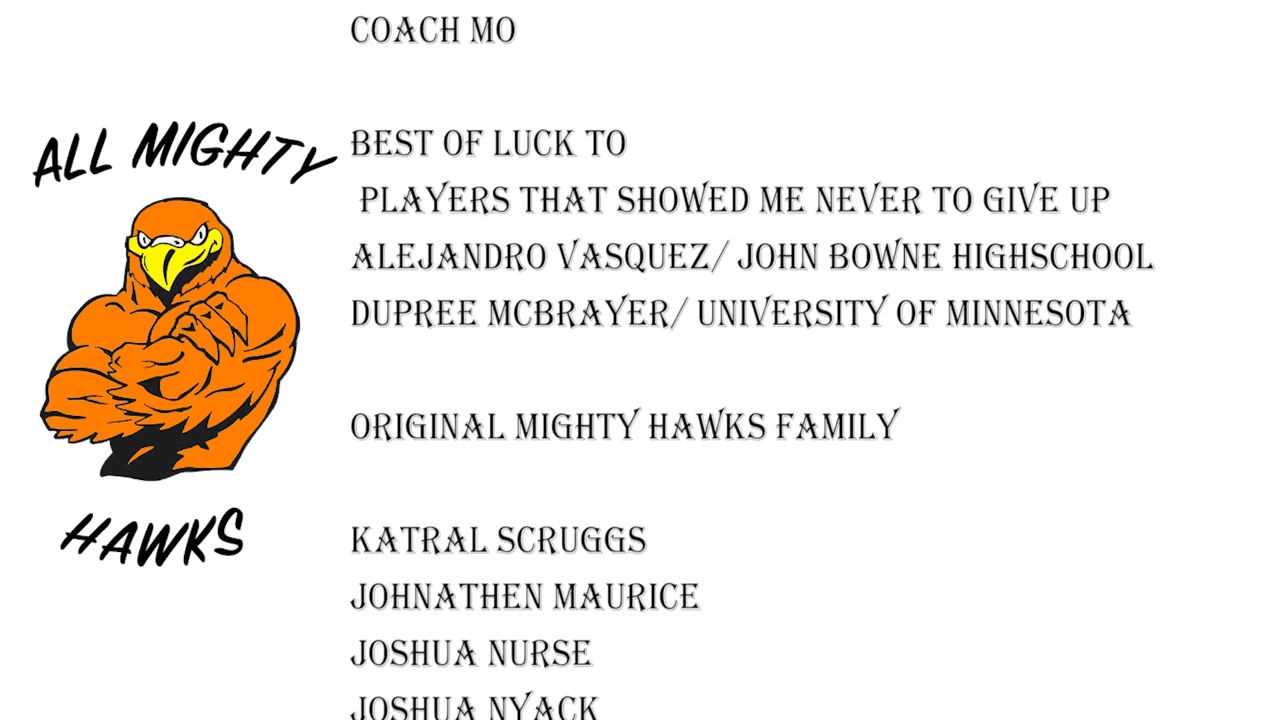 COACH MO
ALL MIGHTY
BEST OF LUCK TO
PLAYERS THAT SHOWED ME NEVER TO GIVE UP
ALEJANDRO VASQUEZ/ JOHN BOWNE HIGHSCHOOL
DUPREE MCBRAYER/ UNIVERSITY OF MINNESOTA
ORIGINAL MIGHTY HAWKS FAMILY
HAWKS
KATRAL SCRUGGS
JOHNATHEN MAURICE
JOSHUA NURSE
JOSHUA NYACK